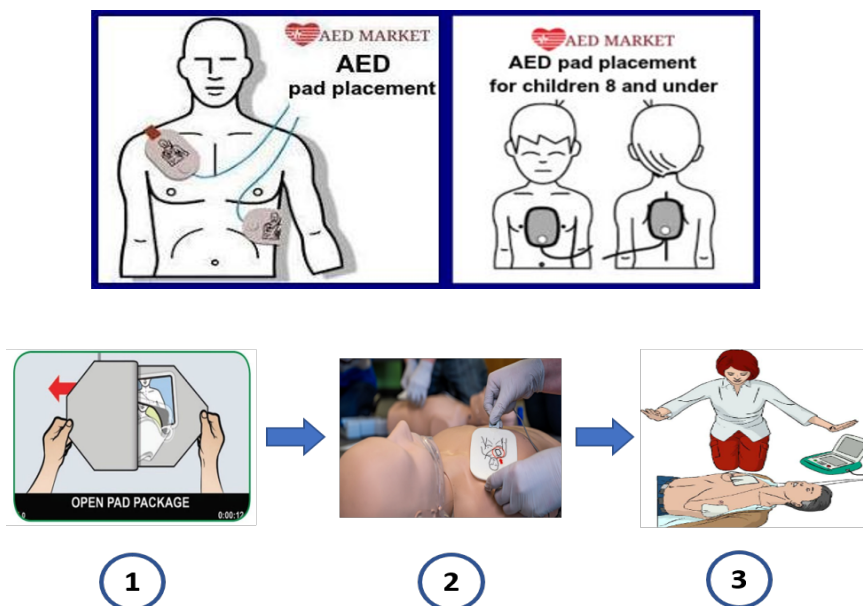 AED MARKET
AED
pad placement
AED MARKET
AED pad placement
for children 8 and under
OPEN PAD PACKAGE
0:00:12
1
2
3